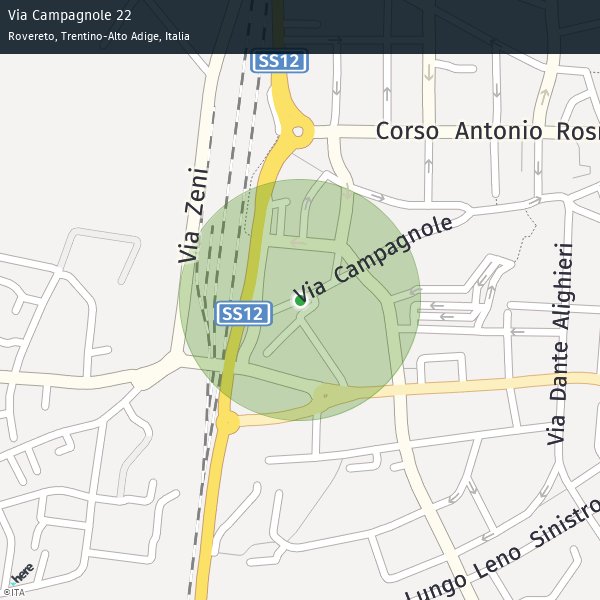 Via Campagnole 22
Rovereto, Trentino-Alto Adige, Italia
SS12
Corso Antonio Rosm
Via Zeni
Via Campagnole
SS12
Via Dante Alighieri
Lungo Leno Sinistro
here
©ITA